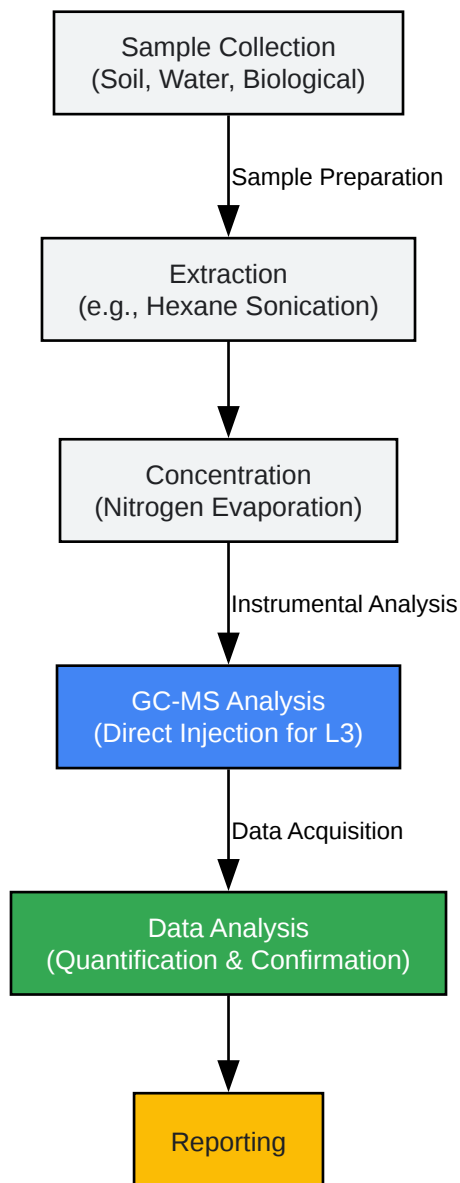 Sample Collection
(Soil, Water, Biological)
Sample Preparation
Extraction
(e.g., Hexane Sonication)
Concentration
(Nitrogen Evaporation)
Instrumental Analysis
GC-MS Analysis
(Direct Injection for L3)
Data Acquisition
Data Analysis
(Quantification & Confirmation)
Reporting